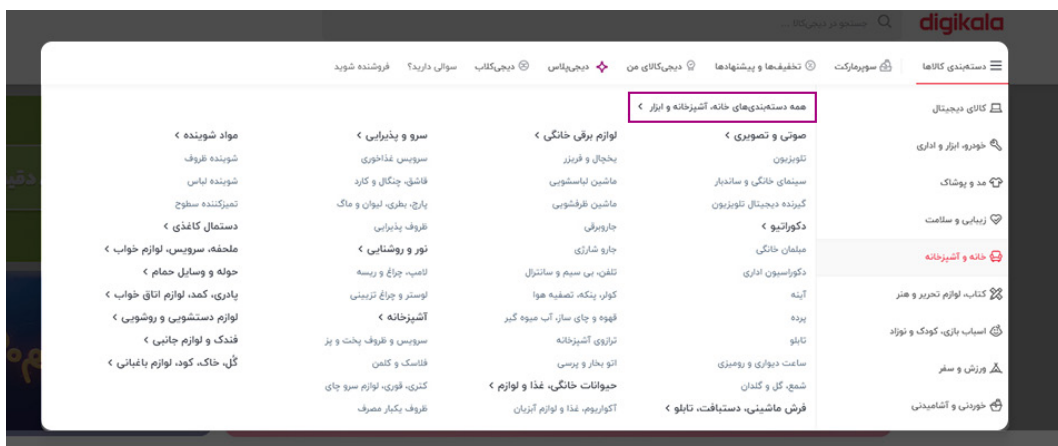 digikala
جستجو در دیجی‌کالا ...
دسته‌بندی کالاها
سوپرمارکت
تخفیف‌ها و پیشنهادها
دیجی‌کالای من
دیجی‌پلاس
دیجی‌کلاب
سوالی دارید؟
فروشنده شوید
کالای دیجیتال
خودرو، ابزار و اداری
مد و پوشاک
زیبایی و سلامت
خانه و آشپزخانه
کتاب، لوازم تحریر و هنر
اسباب بازی، کودک و نوزاد
ورزش و سفر
خوردنی و آشامیدنی
همه دسته‌بندی‌های خانه، آشپزخانه و ابزار
صوتی و تصویری
تلویزیون
سینمای خانگی و ساندبار
گیرنده دیجیتال تلویزیون
دکوراتیو
مبلمان خانگی
دکوراسیون اداری
آینه
پرده
تابلو
ساعت دیواری و رومیزی
شمع، گل و گلدان
فرش ماشینی، دستبافت، تابلو
لوازم برقی خانگی
یخچال و فریزر
ماشین لباسشویی
ماشین ظرفشویی
جاروبرقی
جارو شارژی
تلفن، بی سیم و سانترال
کولر، پنکه، تصفیه هوا
قهوه و چای ساز، آب میوه گیر
ترازوی آشپزخانه
اتو بخار و پرسی
حیوانات خانگی، غذا و لوازم
آکواریوم، غذا و لوازم آبزیان
سرو و پذیرایی
سرویس غذاخوری
قاشق، چنگال و کارد
پارچ، بطری، لیوان و ماگ
ظروف پذیرایی
نور و روشنایی
لامپ، چراغ و ریسه
لوستر و چراغ تزیینی
آشپزخانه
سرویس و ظروف پخت و پز
فلاسک و کلمن
کتری، قوری، لوازم سرو چای
ظروف یکبار مصرف
مواد شوینده
شوینده ظروف
شوینده لباس
تمیزکننده سطوح
دستمال کاغذی
ملحفه، سرویس، لوازم خواب
حوله و وسایل حمام
پادری، کمد، لوازم اتاق خواب
لوازم دستشویی و روشویی
فندک و لوازم جانبی
گل، خاک، کود، لوازم باغبانی